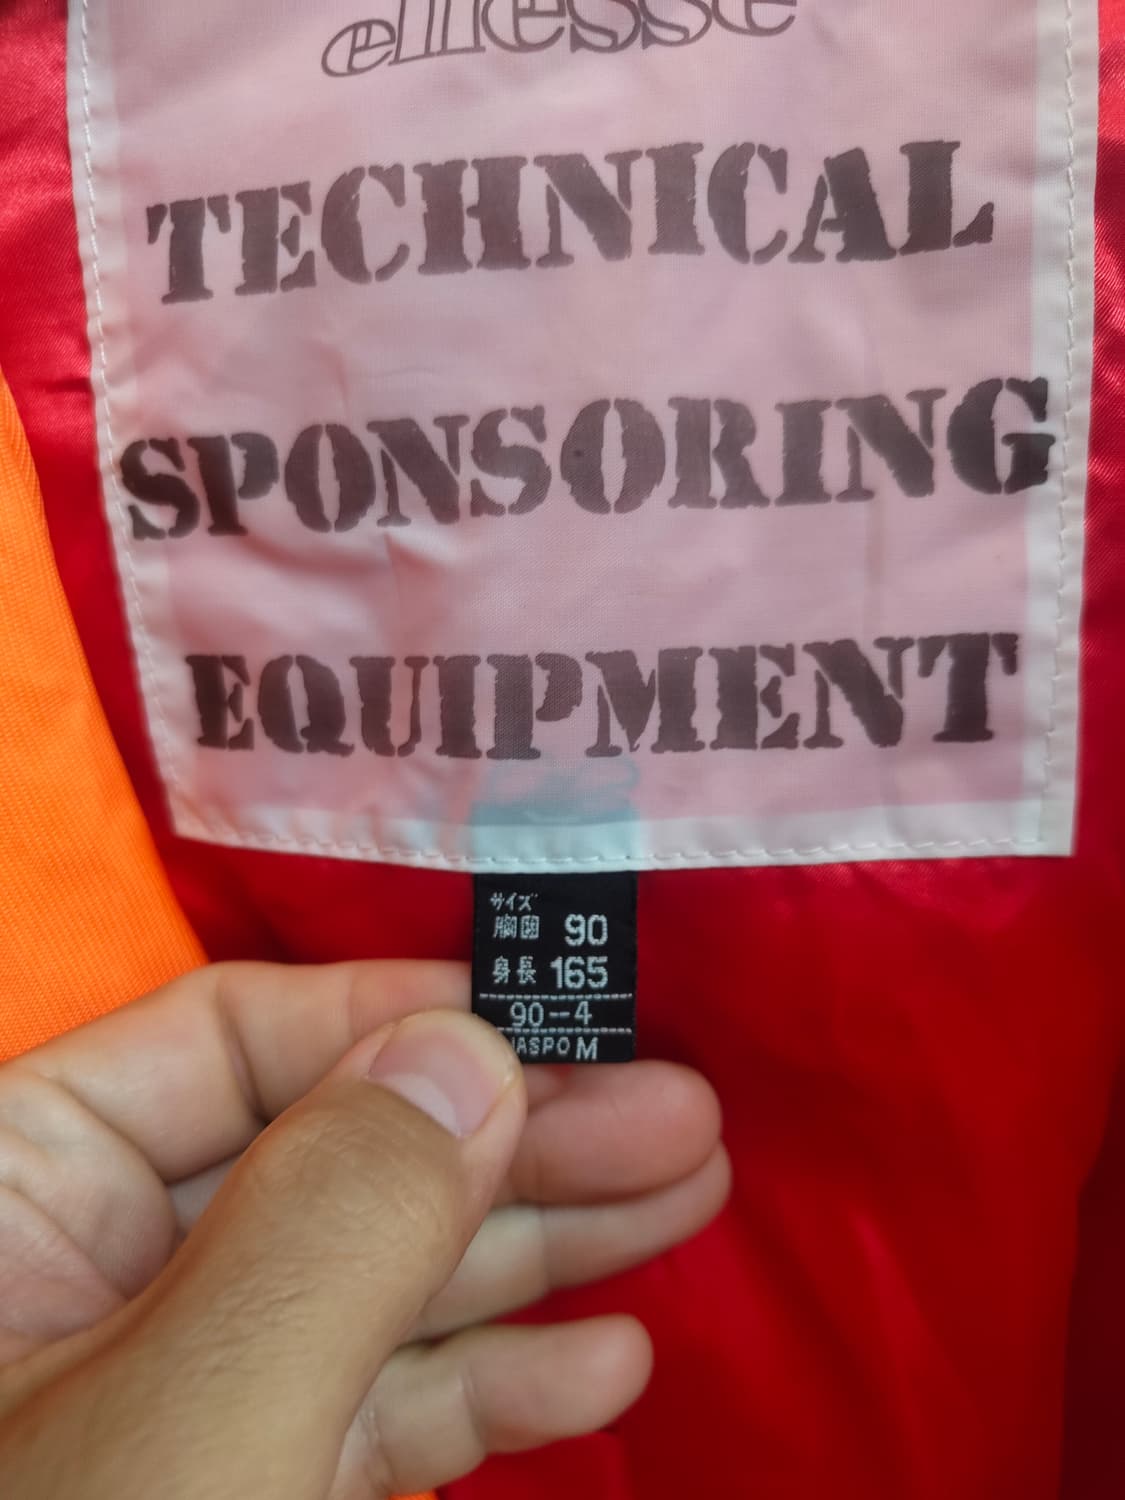 ellesse
TECHNICAL
SPONSORING
EQUIPMENT
サイズ
胸囲 90
身長 165
90-4
JASPO M